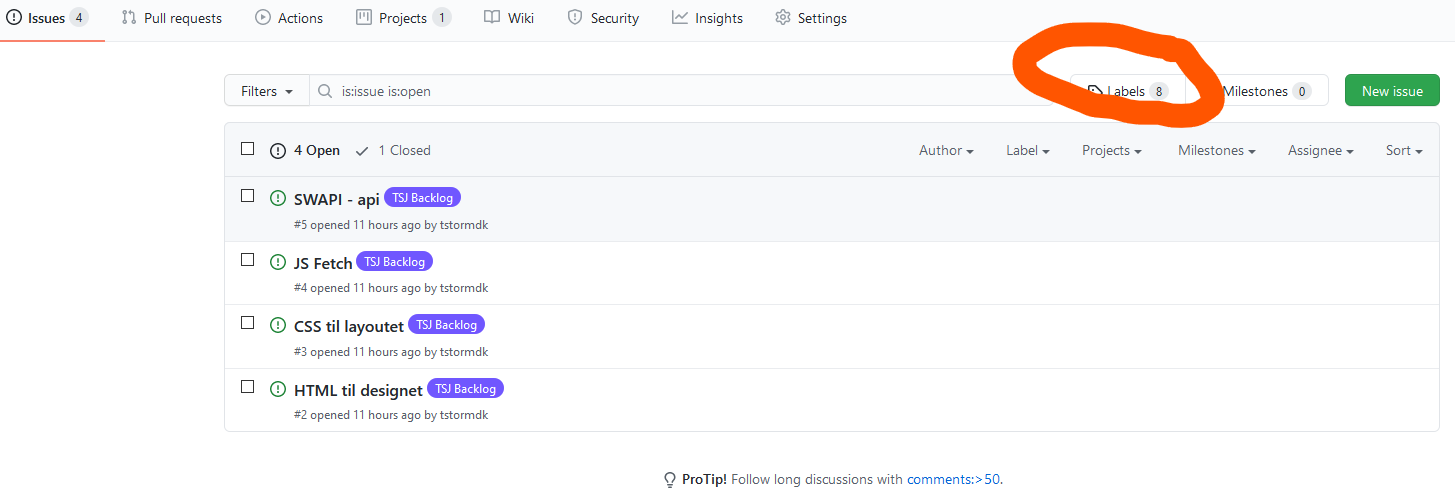 Issues 4 Pull requests Actions Projects 1 Wiki Security Insights Settings
Filters is:issue is:open Labels 8 Milestones 0 New issue
4 Open 1 Closed Author Label Projects Milestones Assignee Sort
SWAPI - api TSJ Backlog
#5 opened 11 hours ago by tstormdk
JS Fetch TSJ Backlog
#4 opened 11 hours ago by tstormdk
CSS til layoutet TSJ Backlog
#3 opened 11 hours ago by tstormdk
HTML til designet TSJ Backlog
#2 opened 11 hours ago by tstormdk
ProTip! Follow long discussions with comments:>50.